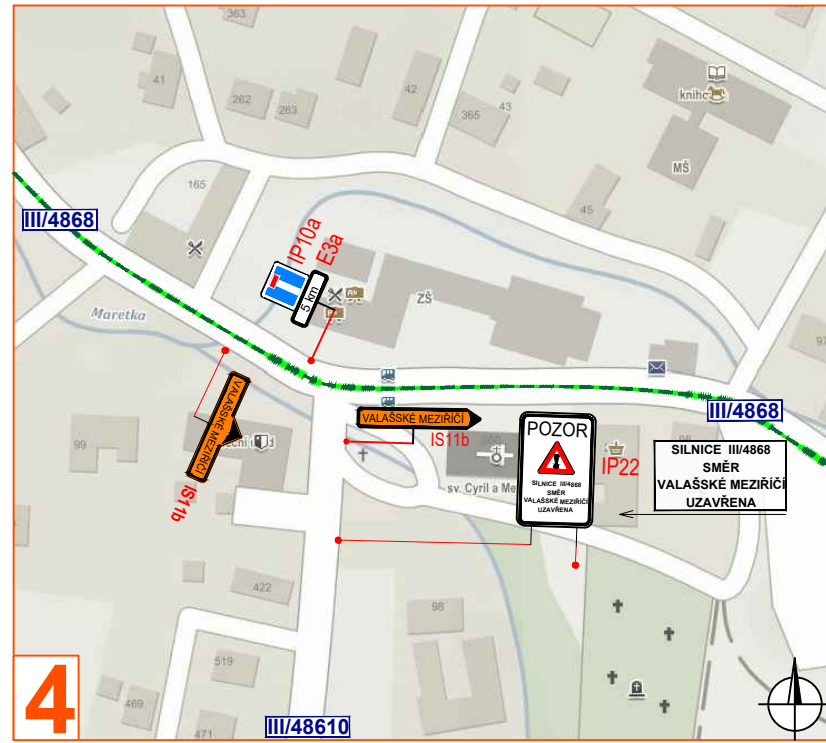 363
41
262
263
42
365
43
knihc
MŠ
165
45
III/4868
IP10a
E3a
5 km
ZŠ
Maretka
97
III/4868
VALAŠSKÉ MEZIŘÍČÍ
VALAŠSKÉ MEZIŘÍČÍ
IS11b
IS11b
99
POZOR
SILNICE III/4868
SMĚR
VALAŠSKÉ MEZIŘÍČÍ
UZAVŘENA
IP22
SILNICE III/4868
SMĚR
VALAŠSKÉ MEZIŘÍČÍ
UZAVŘENA
sv. Cyril a Me
422
98
519
469
471
4
III/48610